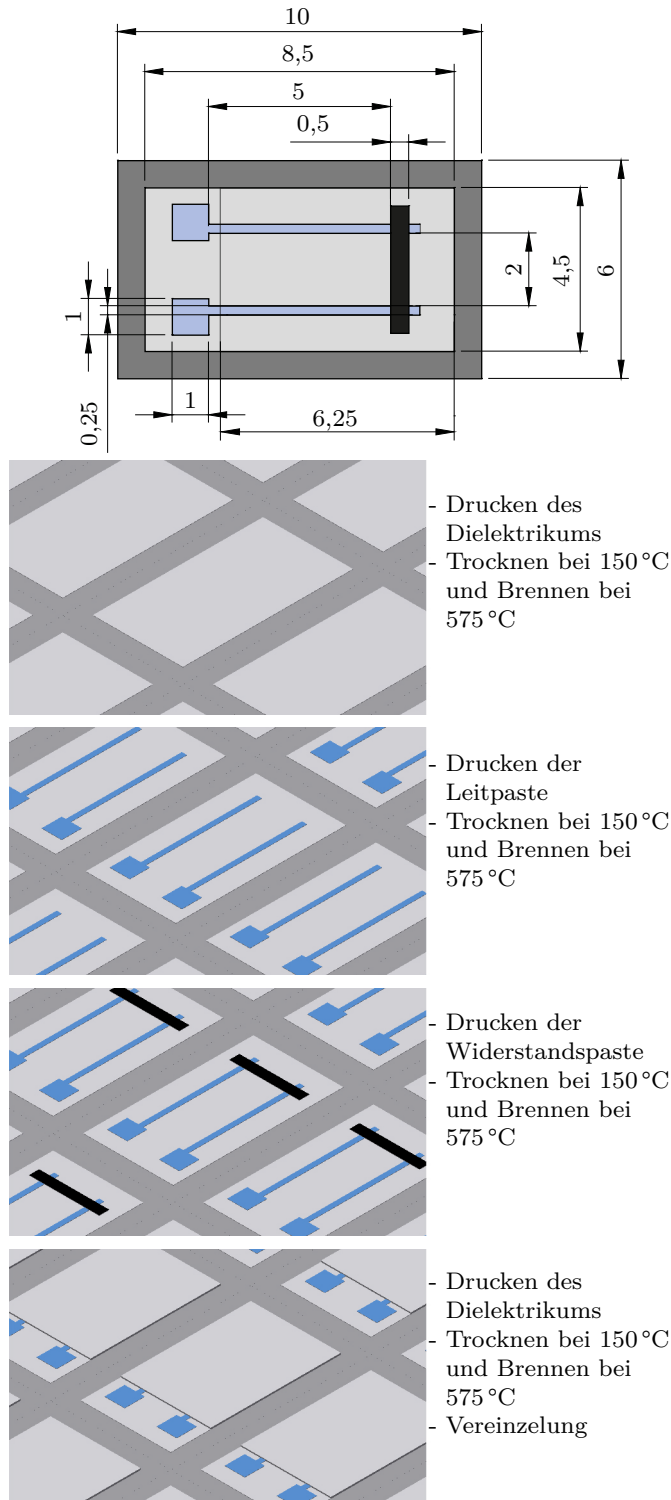 10
8,5
5
0,5
2
4,5
6
1
0,25
1
6,25
- Drucken des
Dielektrikums
- Trocknen bei 150 °C
und Brennen bei
575 °C
- Drucken der
Leitpaste
- Trocknen bei 150 °C
und Brennen bei
575 °C
- Drucken der
Widerstandspaste
- Trocknen bei 150 °C
und Brennen bei
575 °C
- Drucken des
Dielektrikums
- Trocknen bei 150 °C
und Brennen bei
575 °C
- Vereinzelung